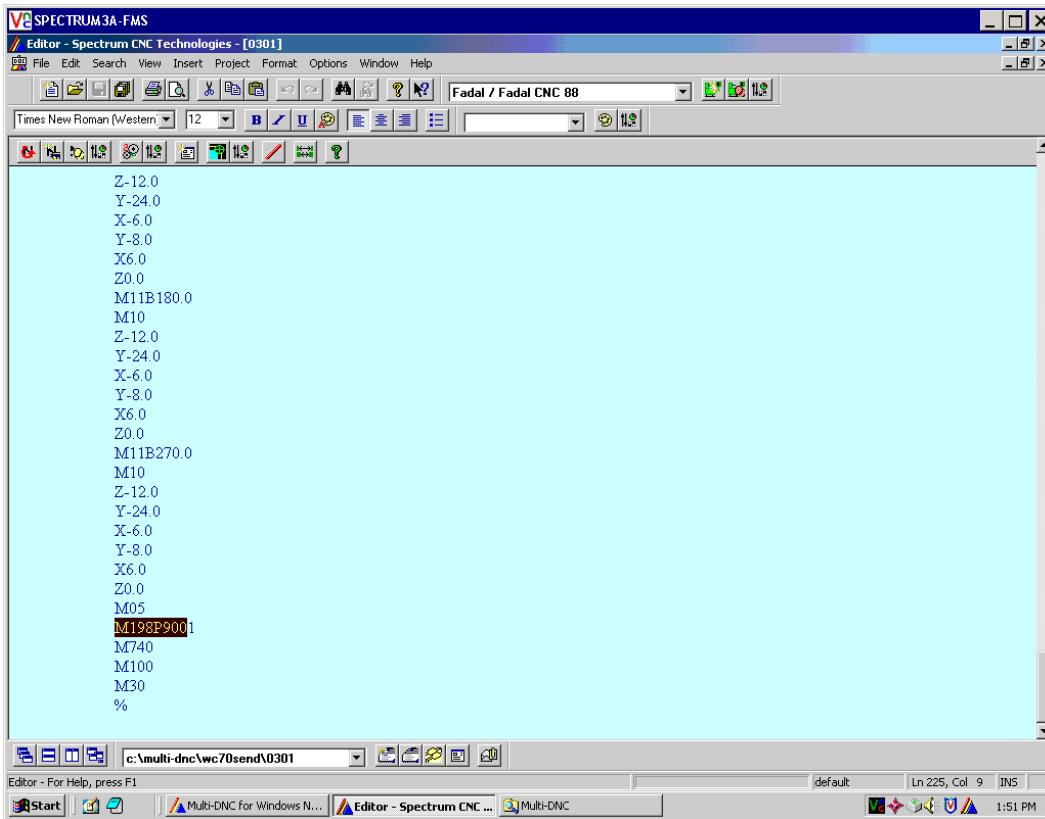 SPECTRUM3A-FMS
Editor - Spectrum CNC Technologies - [0301]
File Edit Search View Insert Project Format Options Window Help
Fadal / Fadal CNC 88
Times New Roman (Western) 12 B I U
Z-12.0
Y-24.0
X-6.0
Y-8.0
X6.0
Z0.0
M11B180.0
M10
Z-12.0
Y-24.0
X-6.0
Y-8.0
X6.0
Z0.0
M11B270.0
M10
Z-12.0
Y-24.0
X-6.0
Y-8.0
X6.0
Z0.0
M05
M198P9001
M740
M100
M30
%
c:\multi-dnc\wc70send\0301
Editor - For Help, press F1 default Ln 225, Col 9 INS
Start Multi-DNC for Windows N... Editor - Spectrum CNC ... Multi-DNC 1:51 PM